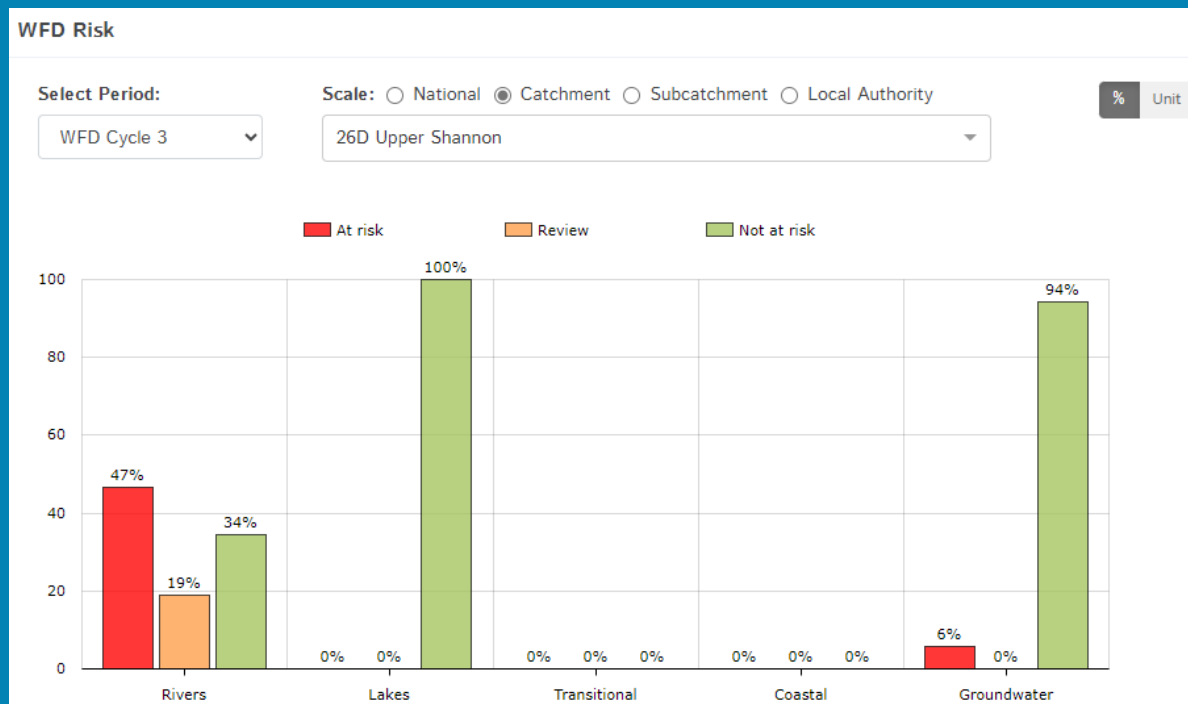 WFD Risk
Select Period: Scale: National Catchment Subcatchment Local Authority % Unit
WFD Cycle 3 26D Upper Shannon
At risk Review Not at risk
100%
100
94%
80
60
47%
40
34%
19%
20
6%
0% 0% 0% 0% 0% 0% 0% 0% 0%
0
Rivers Lakes Transitional Coastal Groundwater